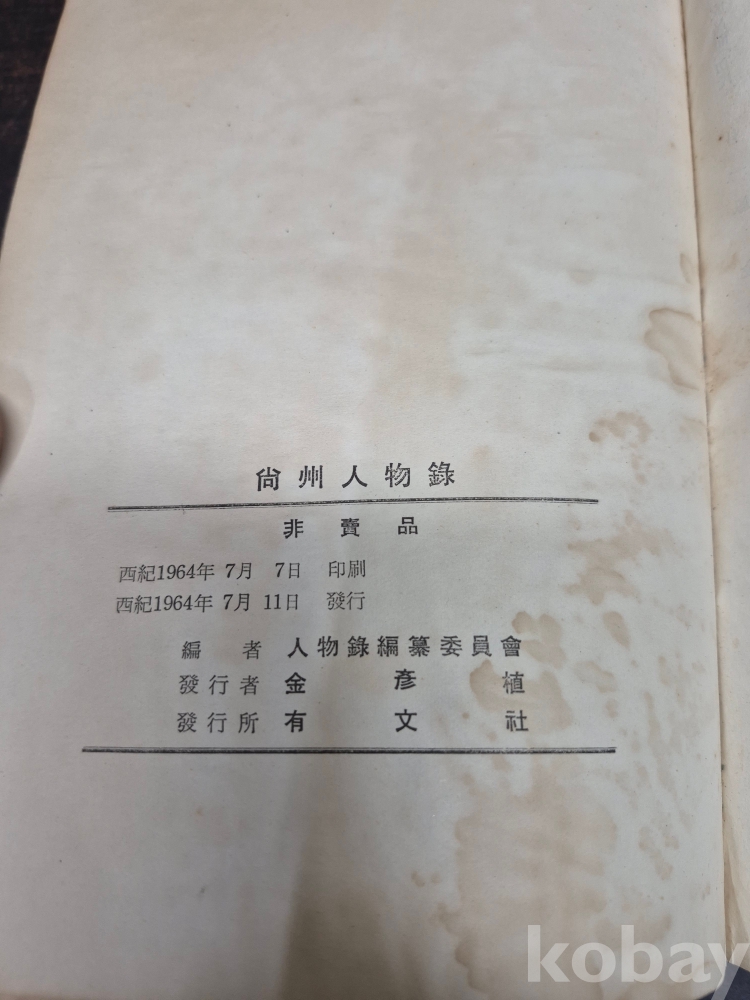 尙州人物錄
非賣品
西紀1964年 7月 7日 印刷
西紀1964年 7月 11日 發行
編者 人物錄編纂委員會
發行者 金彥植
發行所 有文社
kobay